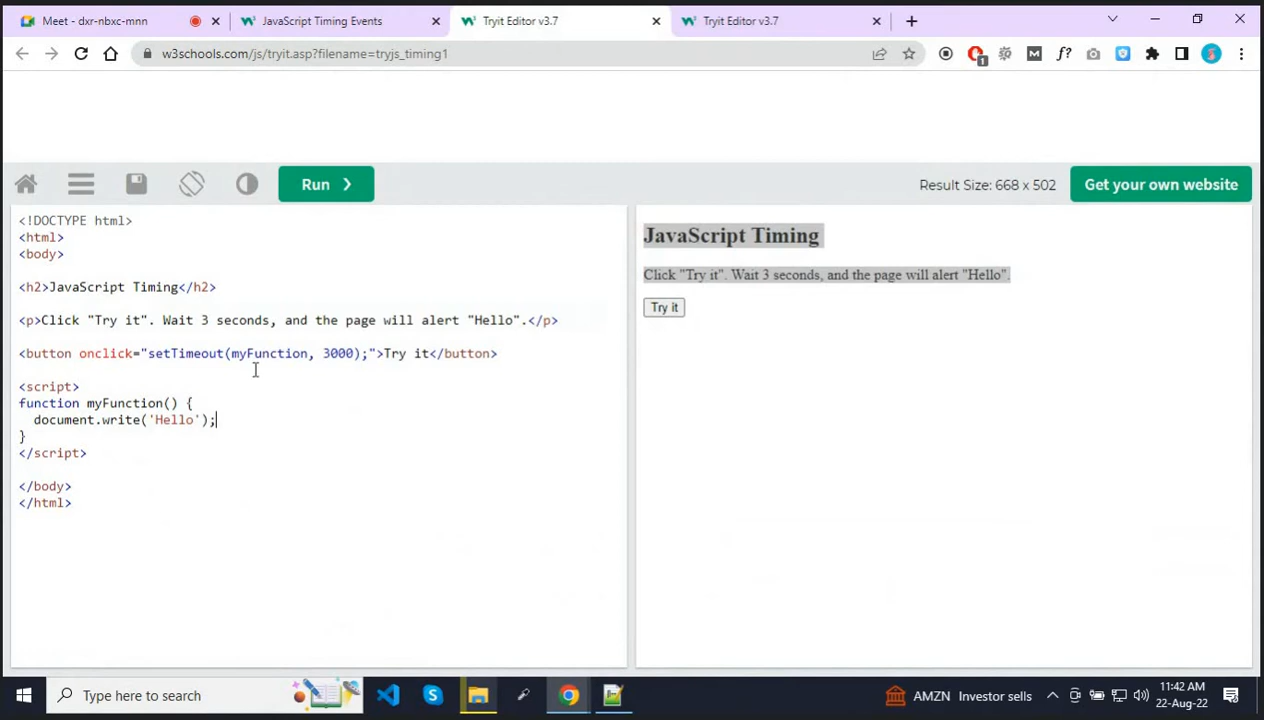 Meet - dxr-nbxc-mnn
JavaScript Timing Events
Tryit Editor v3.7
Tryit Editor v3.7
w3schools.com/js/tryit.asp?filename=tryjs_timing1
Run
Result Size: 668 x 502
Get your own website
<!DOCTYPE html>
<html>
<body>
<h2>JavaScript Timing</h2>
<p>Click "Try it". Wait 3 seconds, and the page will alert "Hello".</p>
<button onclick="setTimeout(myFunction, 3000);">Try it</button>
<script>
function myFunction() {
document.write('Hello');
}
</script>
</body>
</html>
JavaScript Timing
Click "Try it". Wait 3 seconds, and the page will alert "Hello".
Try it
Type here to search
AMZN Investor sells
11:42 AM
22-Aug-22